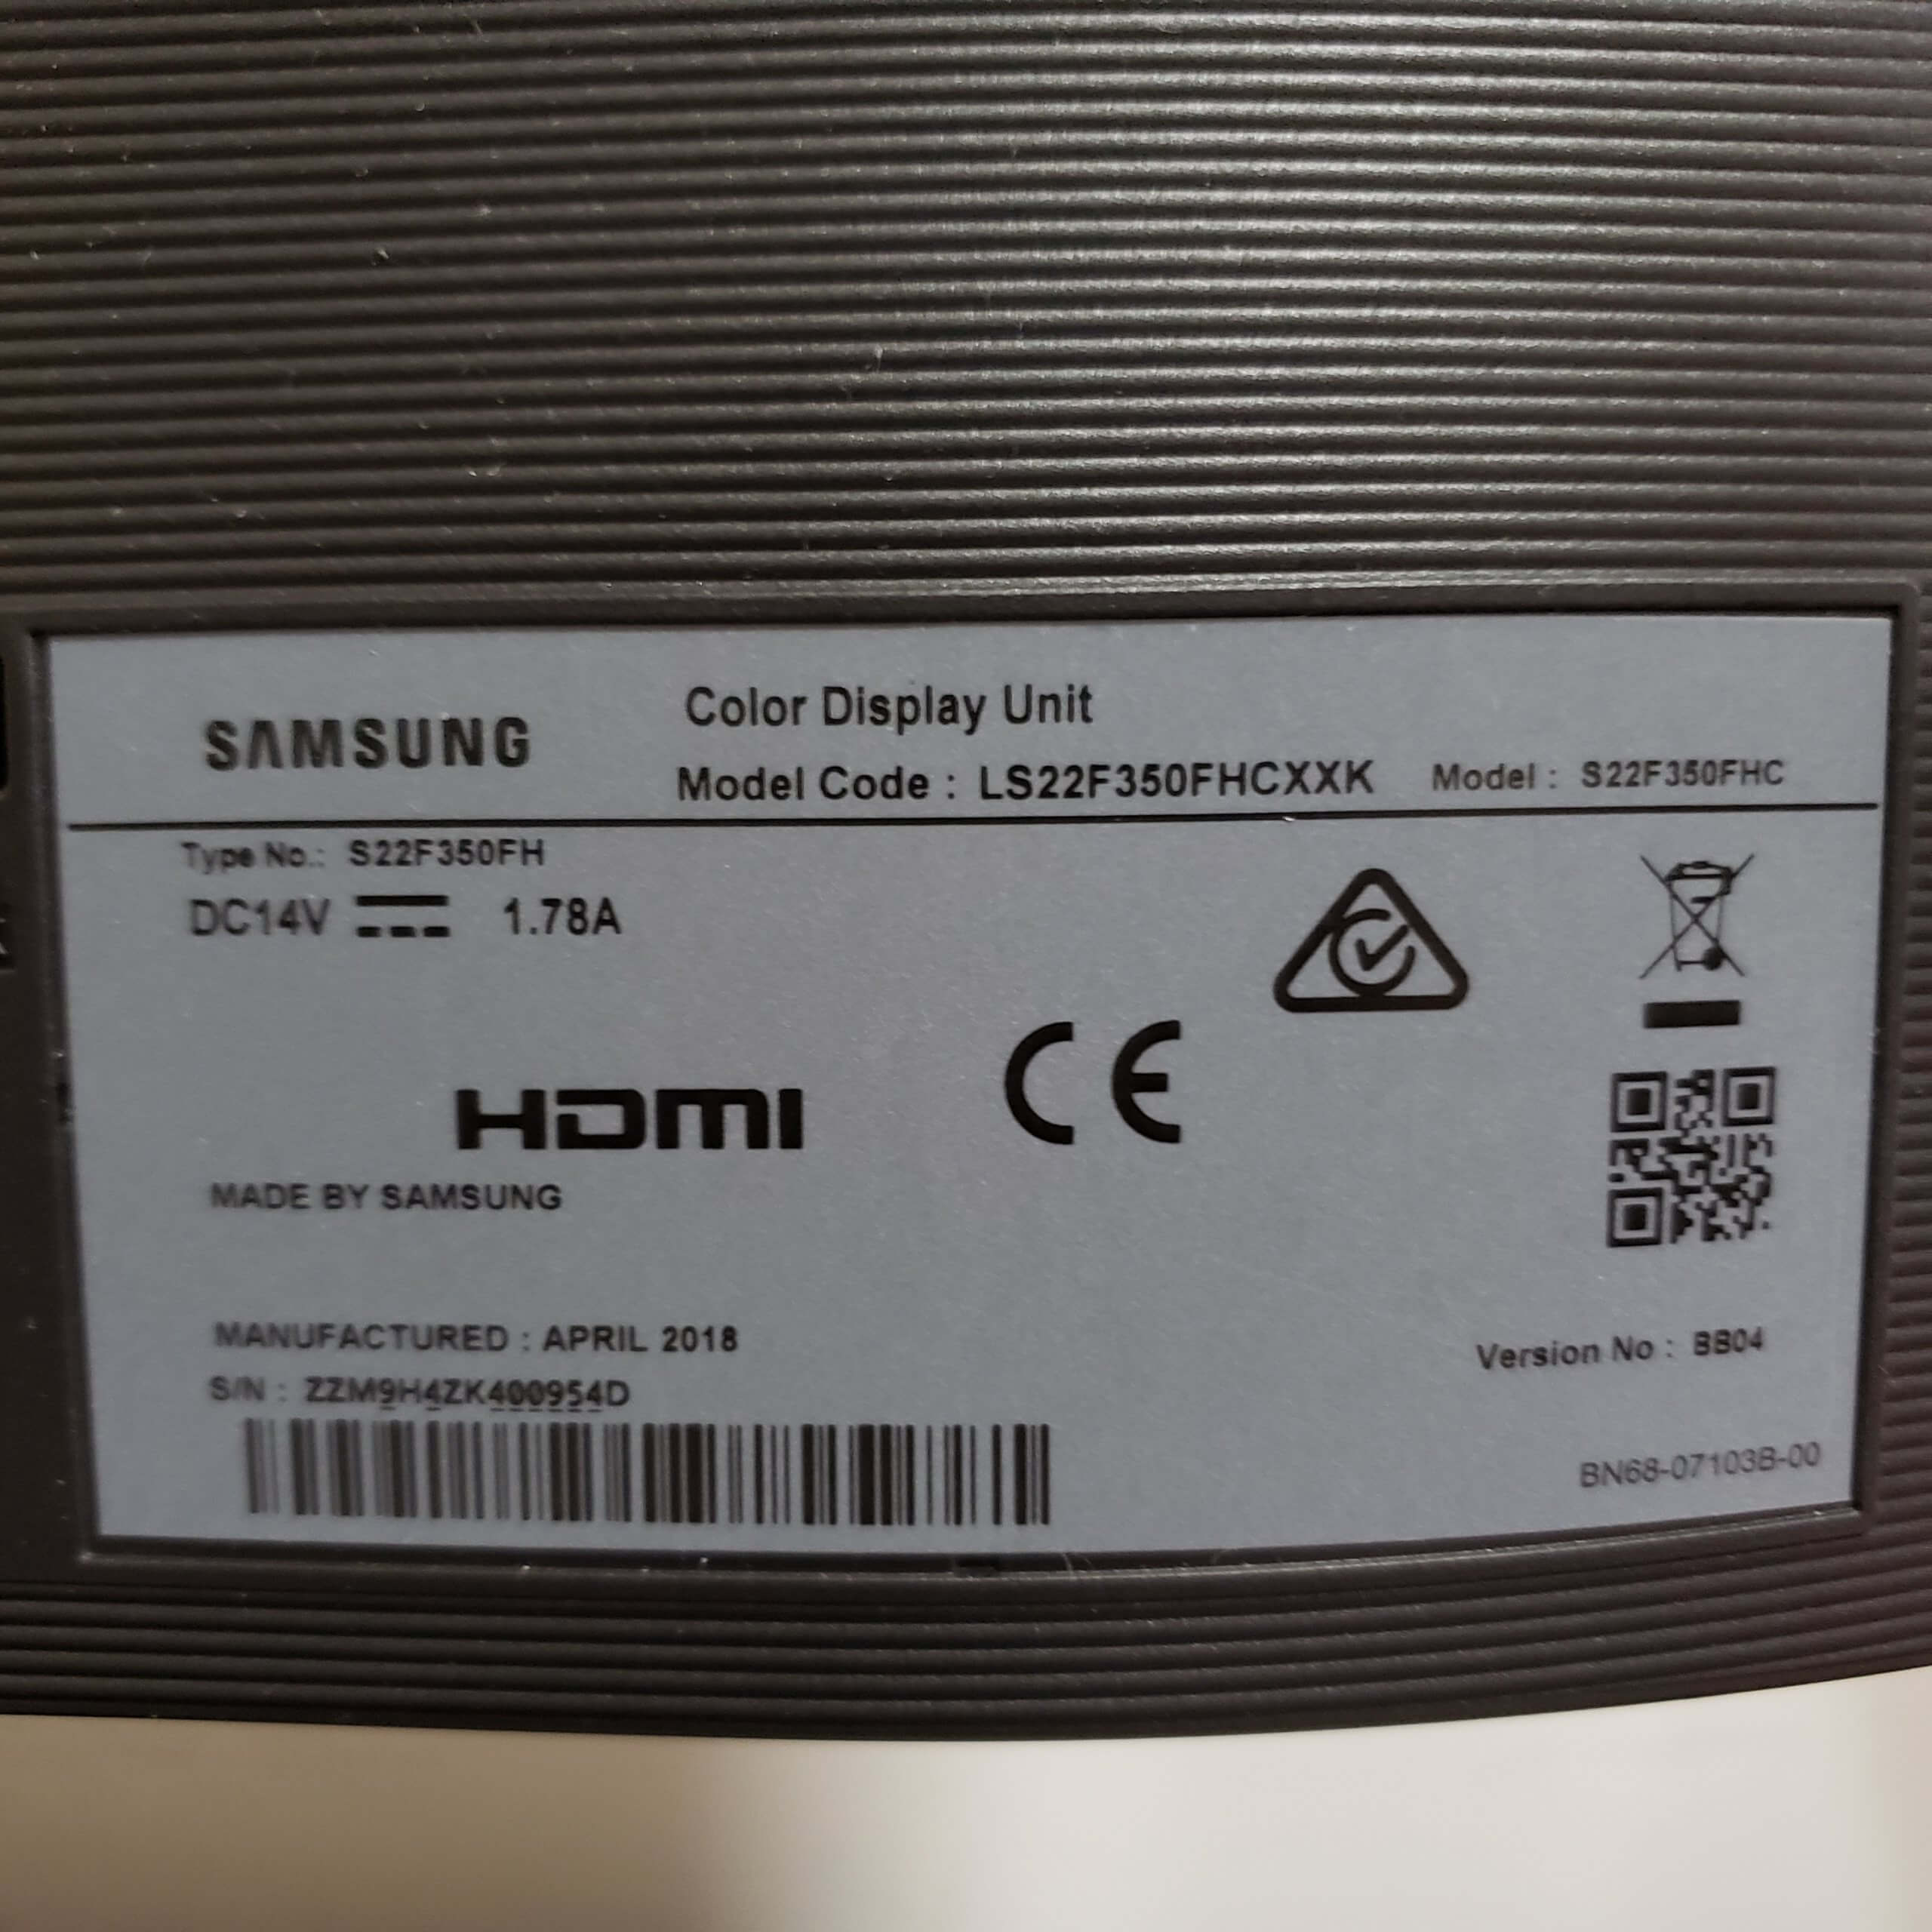 SAMSUNG
Color Display Unit
Model Code : LS22F350FHCXXK Model : S22F350FHC
Type No.: S22F350FH
DC14V 1.78A
HDMI
CE
MADE BY SAMSUNG
MANUFACTURED : APRIL 2018
S/N : ZZM9H4ZK400954D
Version No : BB04
BN68-07103B-00